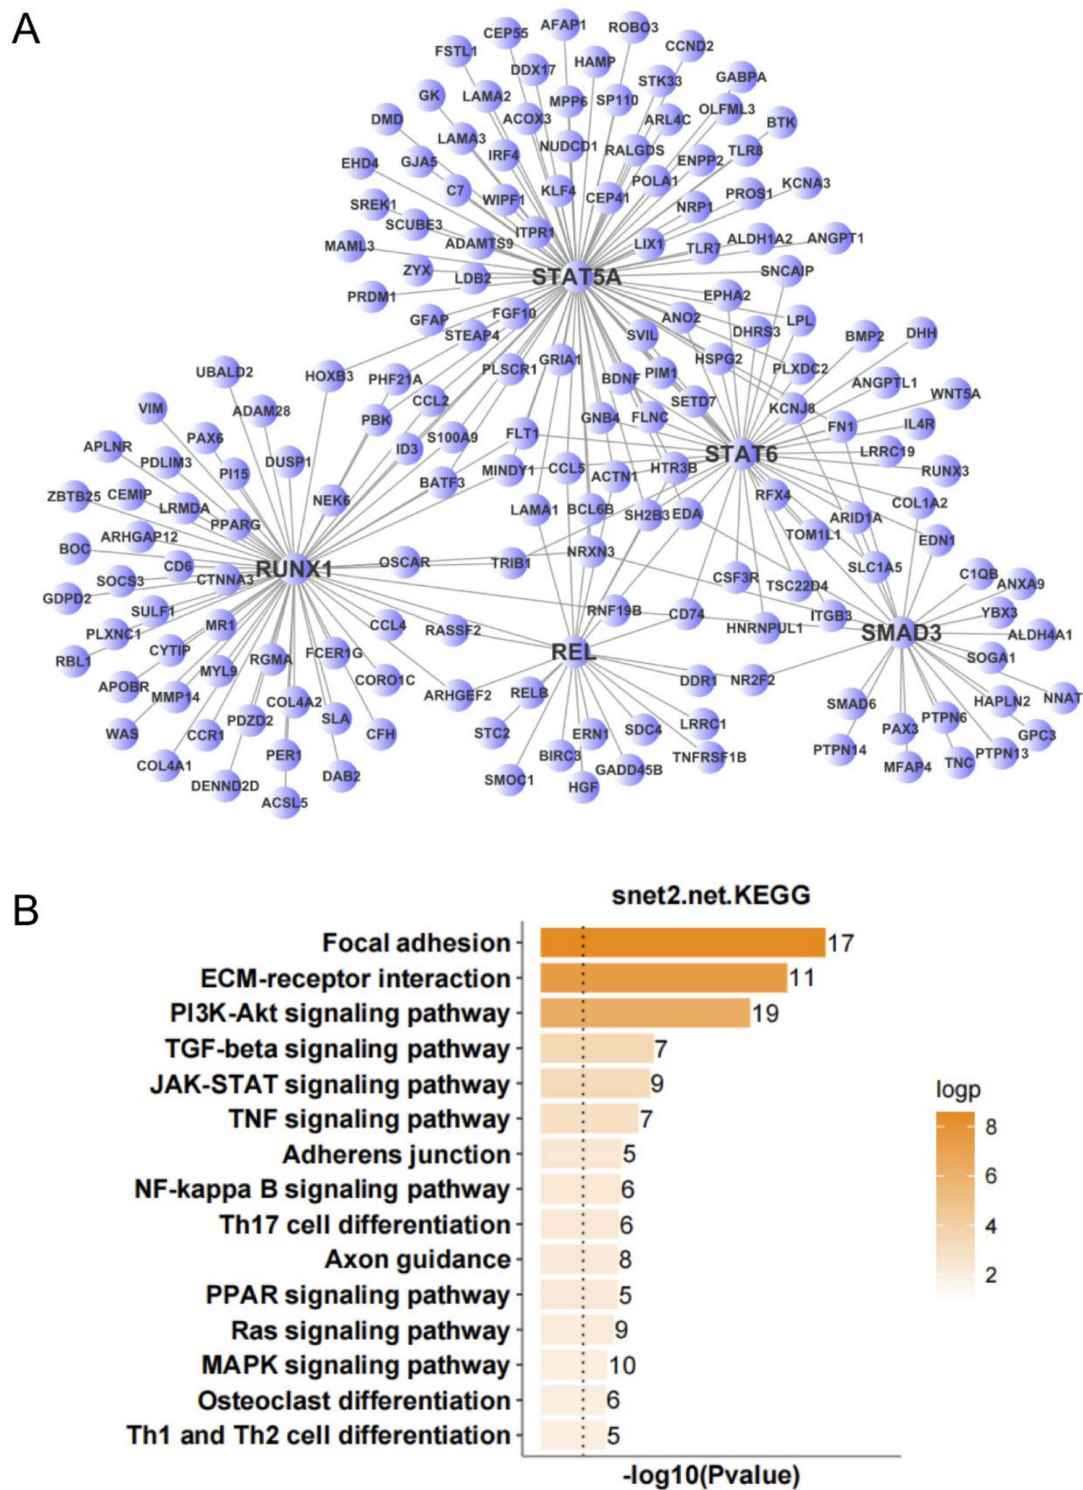 A
AFAP1
ROBO3
CEP55
CCND2
FSTL1
HAMP
DDX17
GABPA
STK33
GK
LAMA2
MPP6
SP110
OLFML3
DMD
ACOX3
ARL4C
BTK
LAMA3
NUDCD1
RALGDS
TLR8
IRF4
ENPP2
EHD4
GJA5
POLA1
KCNA3
C7
WIPF1
KLF4
CEP41
PROS1
SREK1
NRP1
SCUBE3
ITPR1
MAML3
ADAMTS9
LIX1
TLR7
ALDH1A2
ANGPT1
ZYX
LDB2
STAT5A
SNCAIP
PRDM1
EPHA2
GFAP
FGF10
ANO2
LPL
STEAP4
SVIL
DHRS3
BMP2
DHH
UBALD2
HOXB3
PHF21A
PLSCR1
GRIA1
HSPG2
PLXDC2
BDNF
PIM1
ANGPTL1
WNT5A
VIM
ADAM28
CCL2
SETD7
KCNJ8
PBK
GNB4
FLNC
FN1
IL4R
APLNR
PAX6
S100A9
FLT1
PDLIM3
DUSP1
ID3
STAT6
LRRC19
PI15
MINDY1
CCL5
HTR3B
RUNX3
ZBTB25
CEMIP
NEK6
BATF3
ACTN1
RFX4
COL1A2
LRMDA
LAMA1
BCL6B
SH2B3
EDA
ARID1A
PPARG
TOM1L1
ARHGAP12
EDN1
BOC
OSCAR
TRIB1
NRXN3
CD6
RUNX1
SLC1A5
SOCS3
CTNNA3
CSF3R
TSC22D4
C1QB
ANXA9
GDPD2
SULF1
RNF19B
CD74
ITGB3
YBX3
PLXNC1
MR1
CCL4
RASSF2
HNRNPUL1
SMAD3
ALDH4A1
CYTIP
FCER1G
REL
SOGA1
RBL1
MYL9
RGMA
CORO1C
DDR1
NR2F2
APOBR
MMP14
ARHGEF2
RELB
NNAT
COL4A2
SMAD6
HAPLN2
WAS
PDZD2
SLA
CFH
STC2
SDC4
LRRC1
PTPN6
CCR1
ERN1
PAX3
GPC3
COL4A1
PER1
BIRC3
TNFRSF1B
PTPN14
PTPN13
DENND2D
DAB2
SMOC1
GADD45B
MFAP4
TNC
ACSL5
HGF
B
snet2.net.KEGG
Focal adhesion 17
ECM-receptor interaction 11
PI3K-Akt signaling pathway 19
TGF-beta signaling pathway 7
JAK-STAT signaling pathway 9
TNF signaling pathway 7
Adherens junction 5
NF-kappa B signaling pathway 6
Th17 cell differentiation 6
Axon guidance 8
PPAR signaling pathway 5
Ras signaling pathway 9
MAPK signaling pathway 10
Osteoclast differentiation 6
Th1 and Th2 cell differentiation 5
-log10(Pvalue)
logp
8
6
4
2